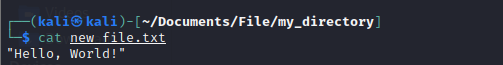 ┌──(kali㉿kali)-[~/Documents/File/my_directory]
└─$ cat new_file.txt
"Hello, World!"